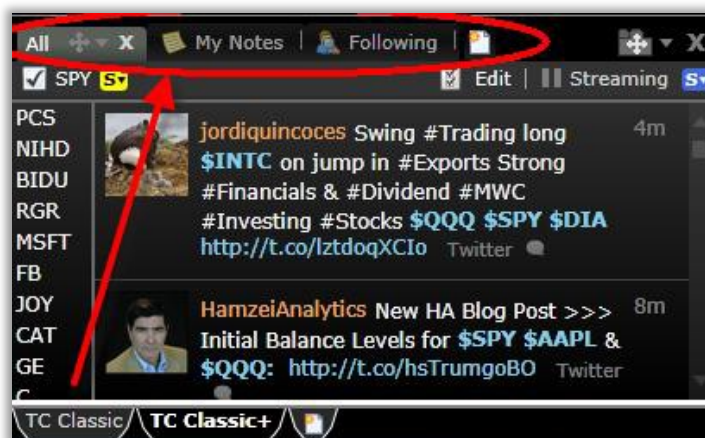 All X My Notes Following X
SPY S Edit Streaming S
PCS
NIHD
BIDU
RGR
MSFT
FB
JOY
CAT
GE
C
jordiquincoces Swing #Trading long 4m
$INTC on jump in #Exports Strong
#Financials & #Dividend #MWC
#Investing #Stocks $QQQ $SPY $DIA
http://t.co/lztdoqXCIo Twitter
HamzeiAnalytics New HA Blog Post >>> 8m
Initial Balance Levels for $SPY $AAPL &
$QQQ: http://t.co/hsTrumgoBO Twitter
TC Classic TC Classic+